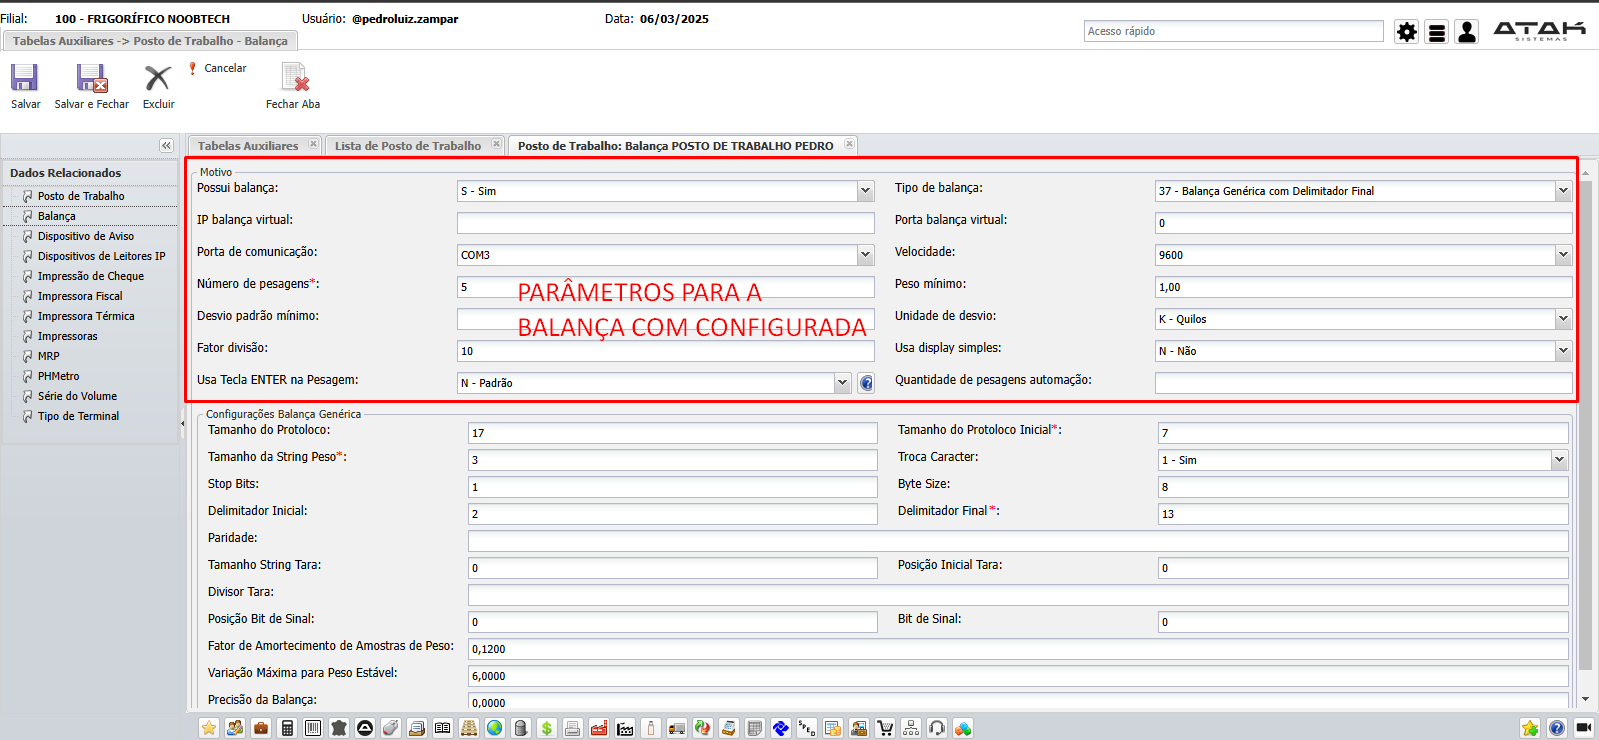 Filial: 100 - FRIGORÍFICO NOOBTECH Usuário: @pedroluiz.zampar Data: 06/03/2025
Tabelas Auxiliares -> Posto de Trabalho - Balança
Acesso rápido
ATAK
SISTEMAS
Salvar
Salvar e Fechar
Excluir
Cancelar
Fechar Aba
Dados Relacionados
Posto de Trabalho
Balança
Dispositivo de Aviso
Dispositivos de Leitores IP
Impressão de Cheque
Impressora Fiscal
Impressora Térmica
Impressoras
MRP
PHMetro
Série do Volume
Tipo de Terminal
Tabelas Auxiliares
Lista de Posto de Trabalho
Posto de Trabalho: Balança POSTO DE TRABALHO PEDRO
Motivo
Possui balança: S - Sim Tipo de balança: 37 - Balança Genérica com Delimitador Final
IP balança virtual: Porta balança virtual: 0
Porta de comunicação: COM3 Velocidade: 9600
Número de pesagens*: 5 Peso mínimo: 1,00
Desvio padrão mínimo: Unidade de desvio: K - Quilos
Fator divisão: 10 Usa display simples: N - Não
Usa Tecla ENTER na Pesagem: N - Padrão Quantidade de pesagens automação:
PARÂMETROS PARA A
BALANÇA COM CONFIGURADA
Configurações Balança Genérica
Tamanho do Protoloco: 17 Tamanho do Protoloco Inicial*: 7
Tamanho da String Peso*: 3 Troca Caracter: 1 - Sim
Stop Bits: 1 Byte Size: 8
Delimitador Inicial: 2 Delimitador Final*: 13
Paridade:
Tamanho String Tara: 0 Posição Inicial Tara: 0
Divisor Tara:
Posição Bit de Sinal: 0 Bit de Sinal: 0
Fator de Amortecimento de Amostras de Peso: 0,1200
Variação Máxima para Peso Estável: 6,0000
Precisão da Balança: 0,0000
SPED